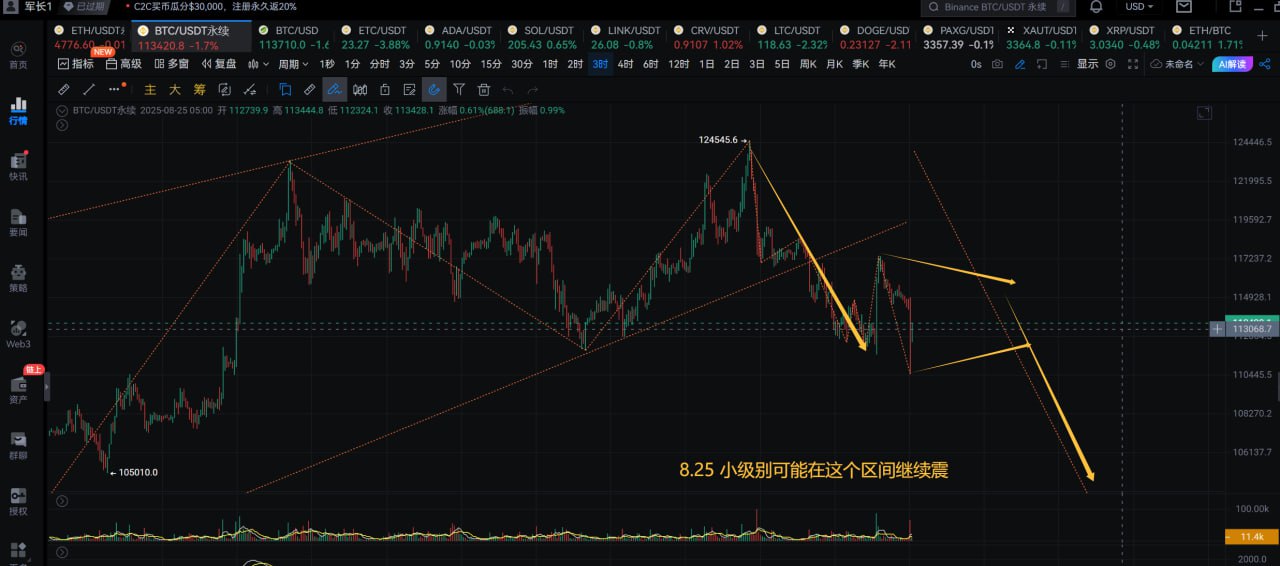 军长1 已过期 C2C买币瓜分$30,000，注册永久返20% Binance BTC/USDT 永续 / USD
ETH/USDT永 BTC/USDT永续 BTC/USD ETC/USDT ADA/USDT SOL/USDT LINK/USDT CRV/USDT LTC/USDT DOGE/USD PAXG/USDT XAUT/USDT XRP/USDT ETH/BTC
4776.60 -0.01 NEW 113420.8 -1.7% 113710.0 -1.6 23.27 -3.88% 0.9140 -0.03% 205.43 0.65% 26.08 -0.8% 0.9107 1.02% 118.63 -2.32% 0.23127 -2.11 3357.39 -0.1% 3364.8 -0.11% 3.0340 -0.48% 0.04211 1.71%
指标 高级 多窗 复盘 周期 1秒 1分 分时 3分 5分 10分 15分 30分 1时 2时 3时 4时 6时 12时 1日 2日 3日 5日 周K 月K 季K 年K 0s 显示 未命名 AI解读
主 大 筹
BTC/USDT永续 2025-08-25 05:00 开 112739.9 高 113444.8 低 112324.1 收 113428.1 涨幅 0.61%(688.1) 振幅 0.99%
首页
行情
快讯
要闻
策略
Web3
链上
资产
群聊
授权
124545.6
105010.0
8.25 小级别可能在这个区间继续震
124446.5
121995.5
119592.7
117237.2
114928.1
113068.7
110445.5
108270.2
106137.7
100.00k
11.4k
2000.0